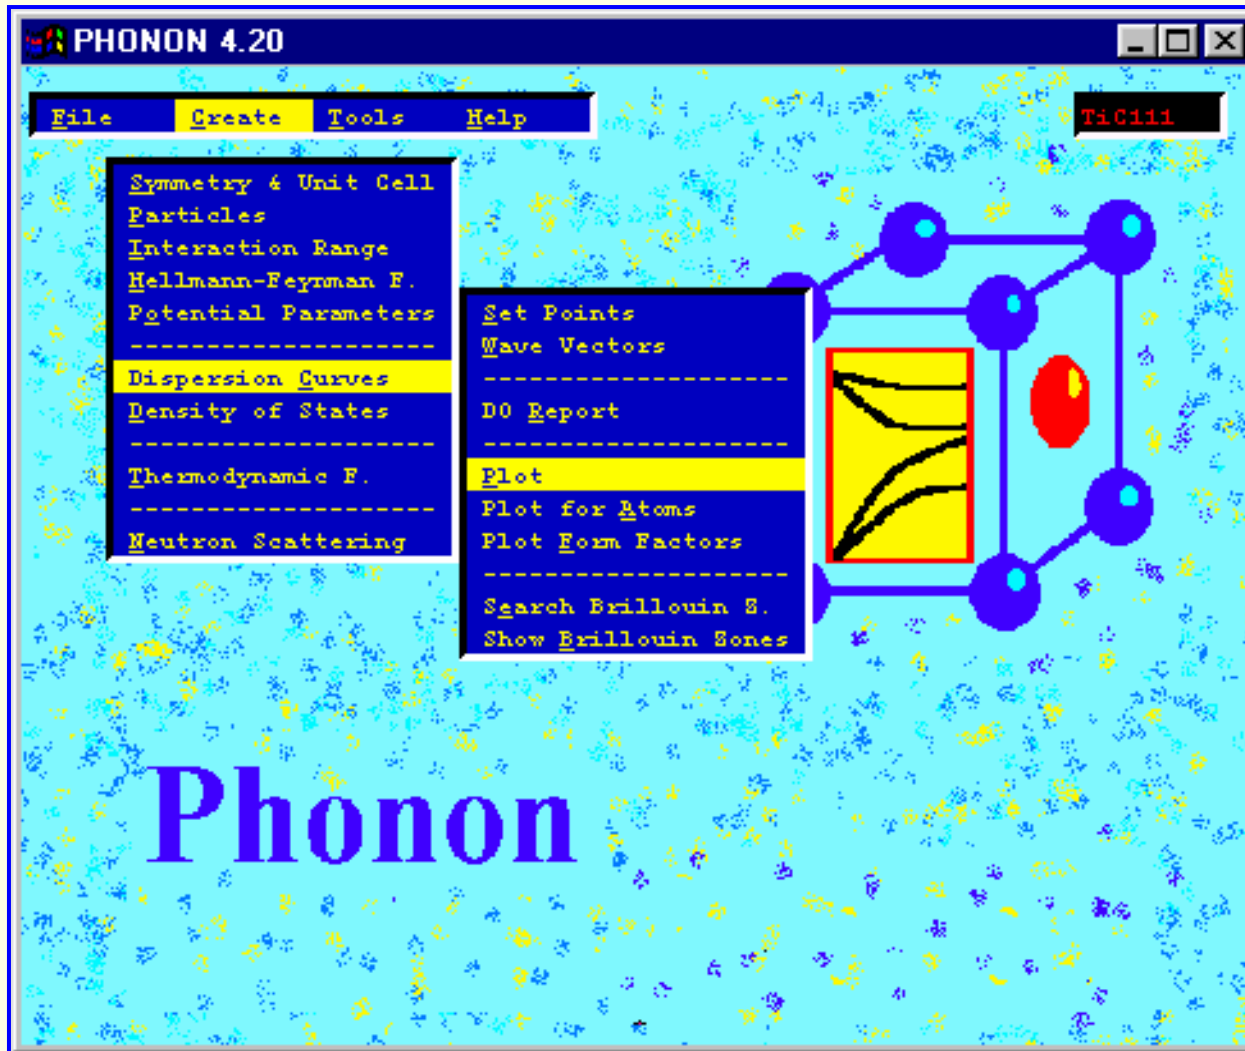 PHONON 4.20
File Create Tools Help
TiC111
Symmetry & Unit Cell
Particles
Interaction Range
Hellmann-Feynman F.
Potential Parameters
---------------------
Dispersion Curves
Density of States
---------------------
Thermodynamic F.
---------------------
Neutron Scattering
Set Points
Wave Vectors
---------------------
DO Report
---------------------
Plot
Plot for Atoms
Plot Form Factors
---------------------
Search Brillouin Z.
Show Brillouin Zones
Phonon